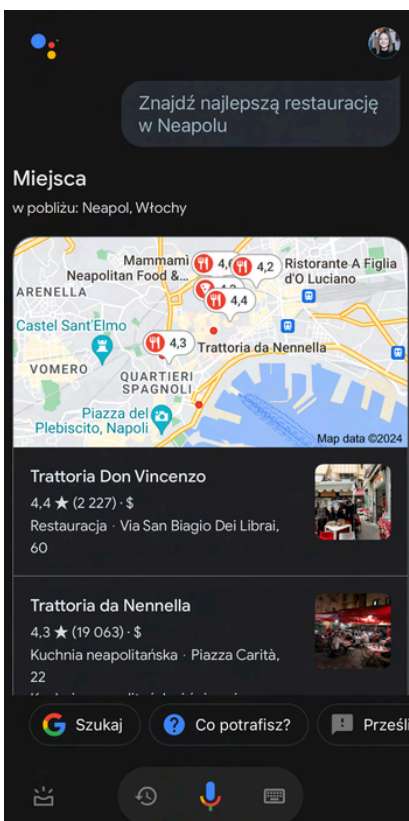 Znajdź najlepszą restaurację
w Neapolu
Miejsca
w pobliżu: Neapol, Włochy
Mammamì
Neapolitan Food &...
4,2
Ristorante A Figlia
d'O Luciano
ARENELLA
4,4
Castel Sant'Elmo
4,3
Trattoria da Nennella
VOMERO
QUARTIERI
SPAGNOLI
Piazza del
Plebiscito, Napoli
Map data ©2024
Trattoria Don Vincenzo
4,4 ★ (2 227) · $
Restauracja · Via San Biagio Dei Librai,
60
Trattoria da Nennella
4,3 ★ (19 063) · $
Kuchnia neapolitańska · Piazza Carità,
22
Szukaj
Co potrafisz?
Prześli